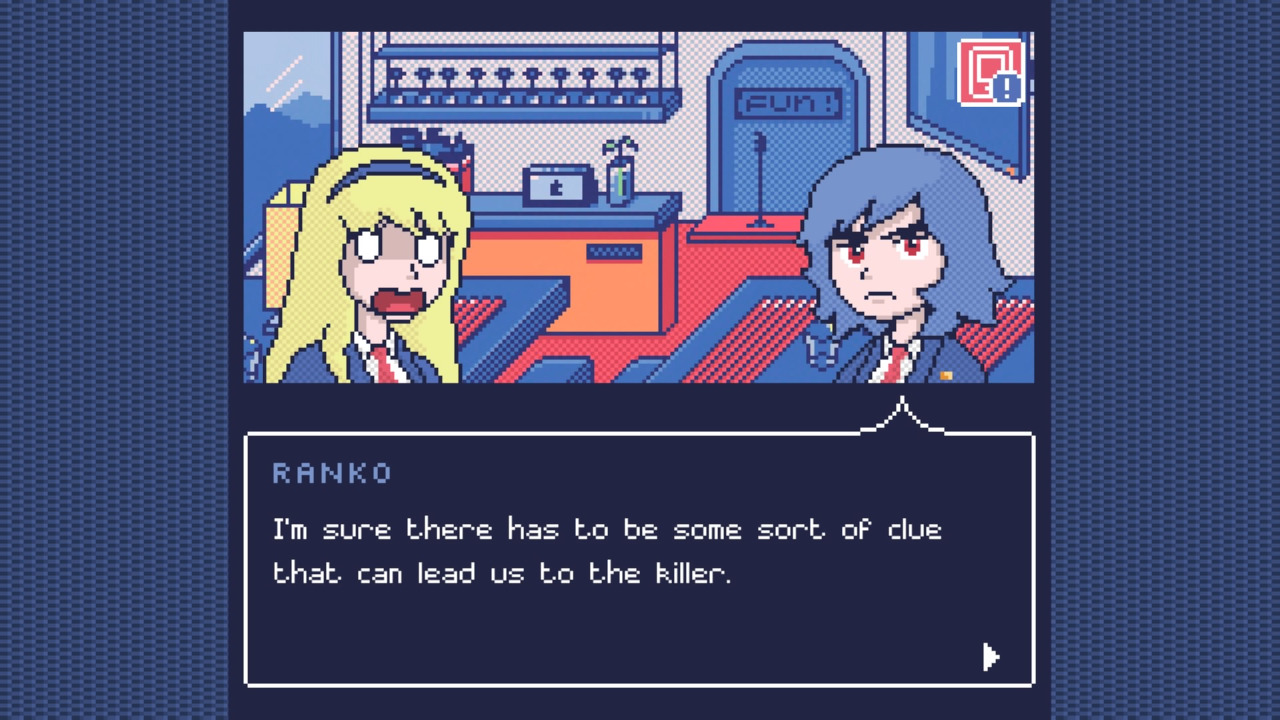 FUN!
RANKO
I'm sure there has to be some sort of clue
that can lead us to the killer.